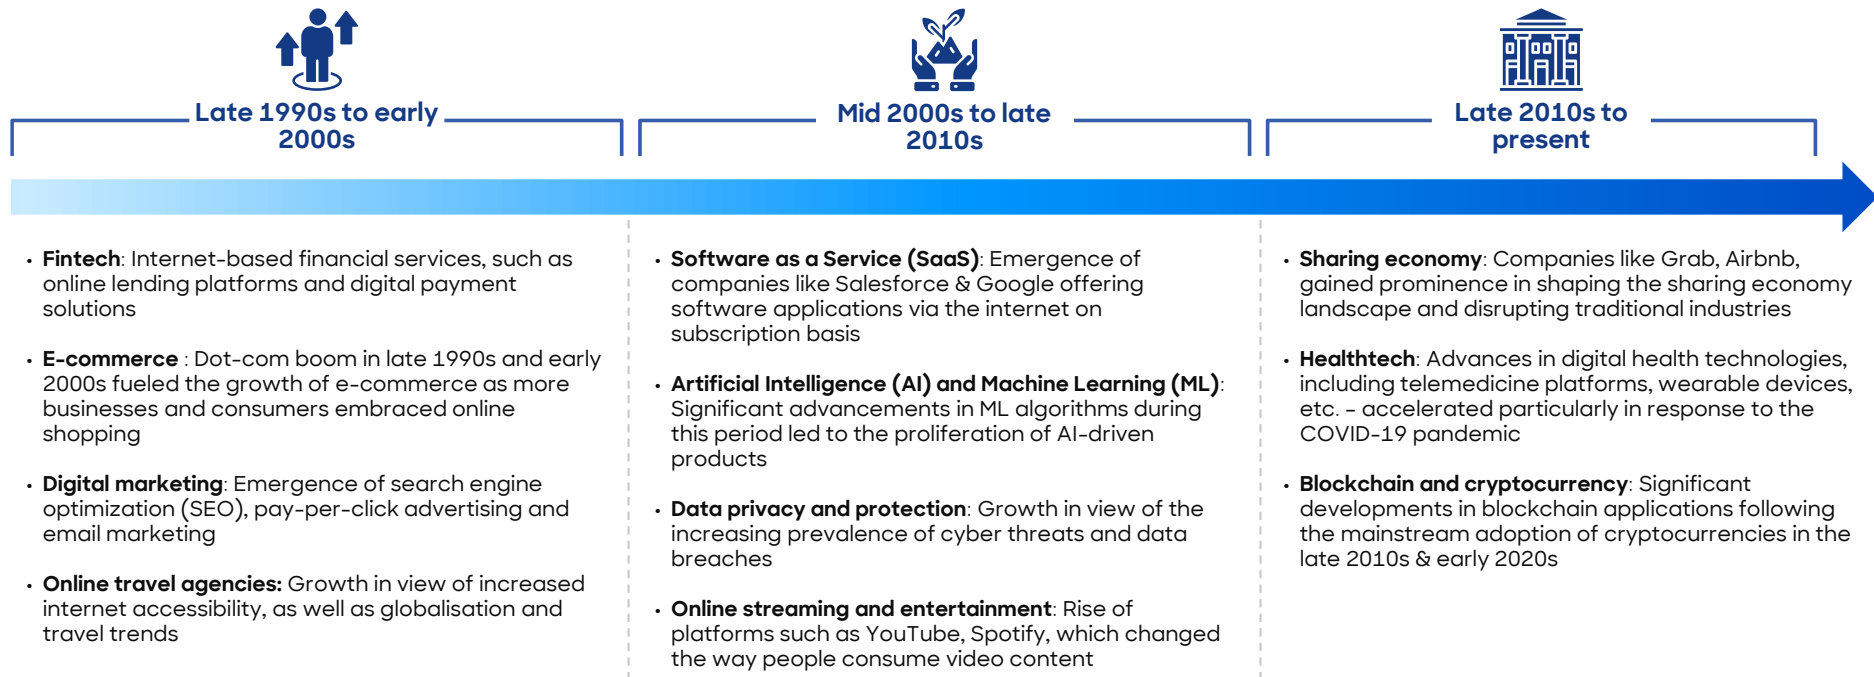 Late 1990s to early
2000s
• Fintech: Internet-based financial services, such as
online lending platforms and digital payment
solutions
• E-commerce : Dot-com boom in late 1990s and early
2000s fueled the growth of e-commerce as more
businesses and consumers embraced online
shopping
• Digital marketing: Emergence of search engine
optimization (SEO), pay-per-click advertising and
email marketing
• Online travel agencies: Growth in view of increased
internet accessibility, as well as globalisation and
travel trends
Mid 2000s to late
2010s
• Software as a Service (SaaS): Emergence of
companies like Salesforce & Google offering
software applications via the internet on
subscription basis
• Artificial Intelligence (AI) and Machine Learning (ML):
Significant advancements in ML algorithms during
this period led to the proliferation of AI-driven
products
• Data privacy and protection: Growth in view of the
increasing prevalence of cyber threats and data
breaches
• Online streaming and entertainment: Rise of
platforms such as YouTube, Spotify, which changed
the way people consume video content
Late 2010s to
present
• Sharing economy: Companies like Grab, Airbnb,
gained prominence in shaping the sharing economy
landscape and disrupting traditional industries
• Healthtech: Advances in digital health technologies,
including telemedicine platforms, wearable devices,
etc. – accelerated particularly in response to the
COVID-19 pandemic
• Blockchain and cryptocurrency: Significant
developments in blockchain applications following
the mainstream adoption of cryptocurrencies in the
late 2010s & early 2020s